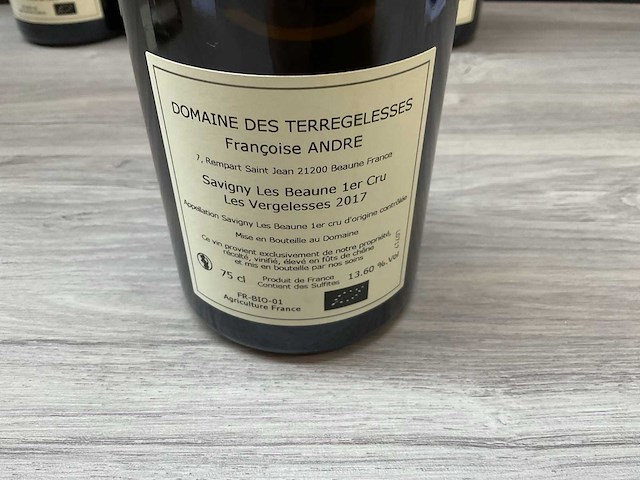 DOMAINE DES TERREGELESSES
Françoise ANDRE
7, Rempart Saint Jean 21200 Beaune France
Savigny Les Beaune 1er Cru
Les Vergelesses 2017
Appellation Savigny Les Beaune 1er cru d'origine contrôlée
Mise en Bouteille au Domaine
Ce vin provient exclusivement de notre propriété,
récolté, vinifié, élevé en fûts de chêne
et mis en bouteille par nos soins
75 cl
Produit de France
Contient des Sulfites
13.60 %.Vol
FR-BIO-01
Agriculture France